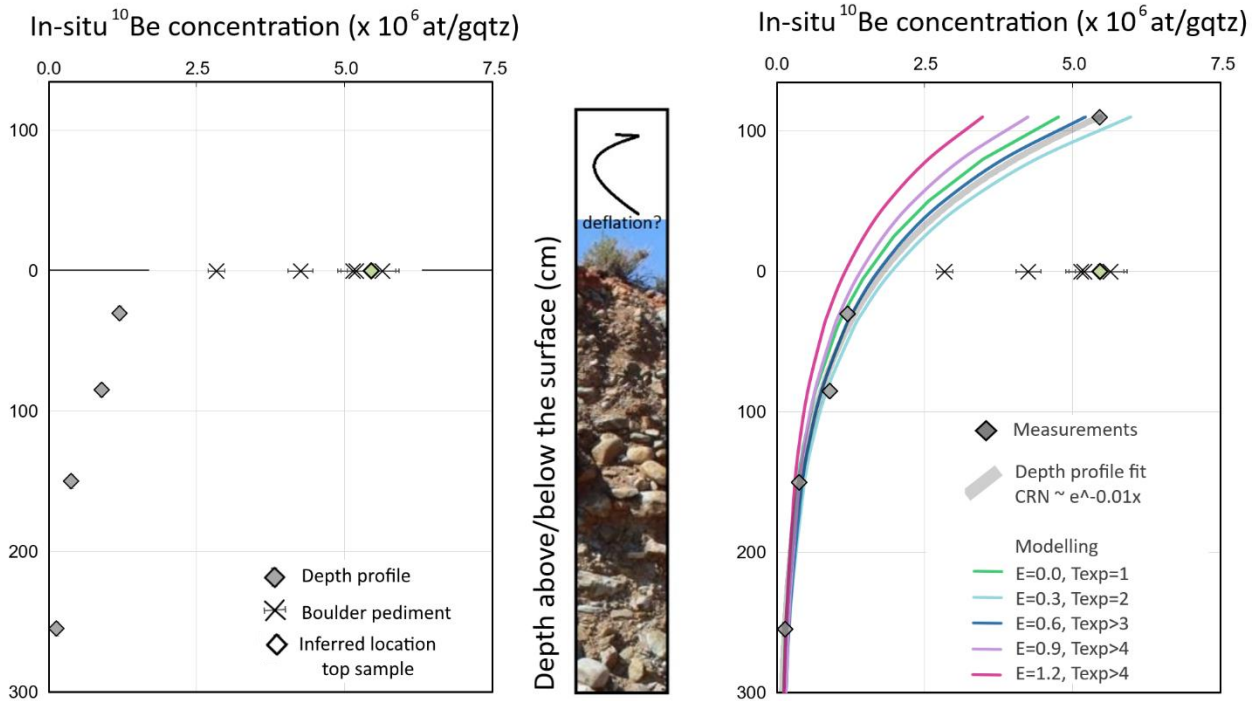 In-situ ¹⁰Be concentration (x 10⁶ at/gqtz)
0.0 2.5 5.0 7.5
100
0
100
200
300
Depth profile
Boulder pediment
Inferred location
top sample
Depth above/below the surface (cm)
deflation?
In-situ ¹⁰Be concentration (x 10⁶ at/gqtz)
0.0 2.5 5.0 7.5
100
0
100
200
300
Measurements
Depth profile fit
CRN ~ e^-0.01x
Modelling
E=0.0, Texp=1
E=0.3, Texp=2
E=0.6, Texp>3
E=0.9, Texp>4
E=1.2, Texp>4